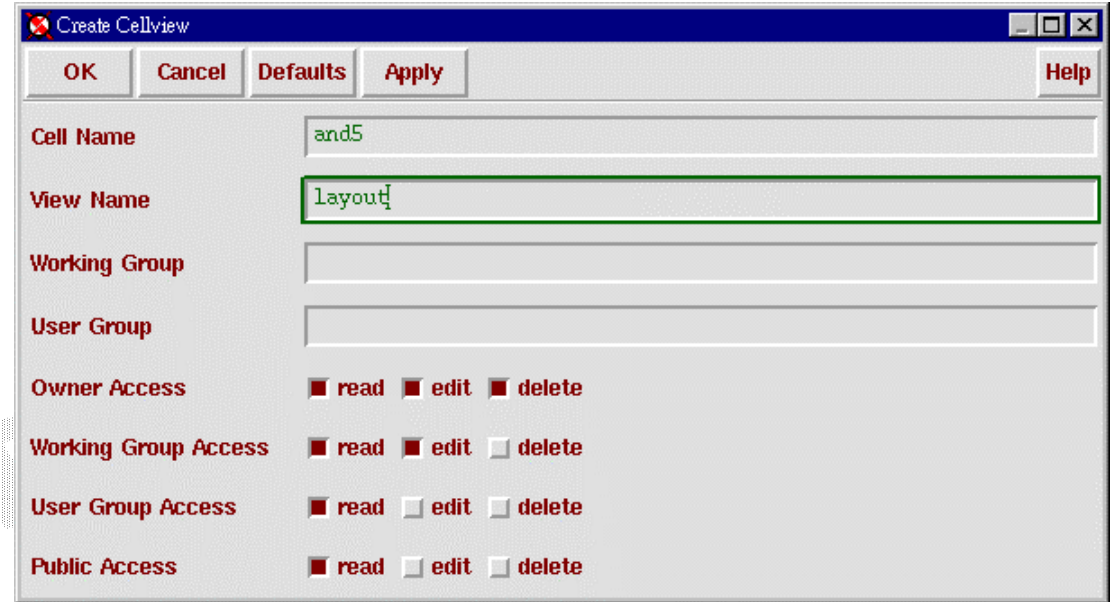 Create Cellview
OK Cancel Defaults Apply Help
Cell Name and5
View Name layout
Working Group
User Group
Owner Access read edit delete
Working Group Access read edit delete
User Group Access read edit delete
Public Access read edit delete